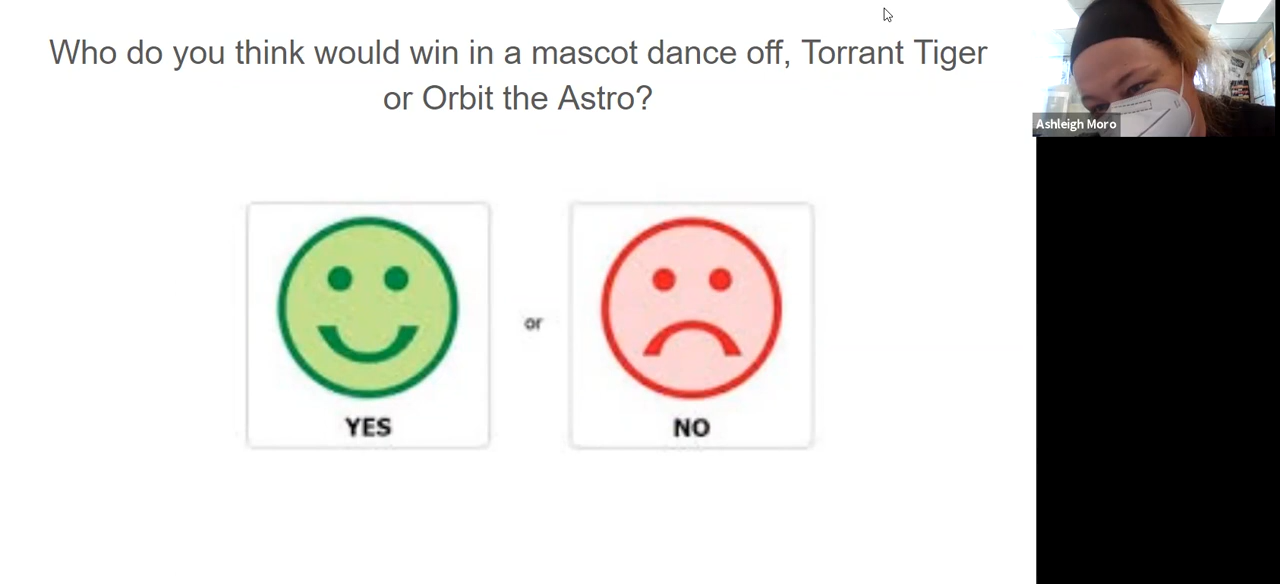 Who do you think would win in a mascot dance off, Torrant Tiger
or Orbit the Astro?
Ashleigh Moro
or
YES
NO